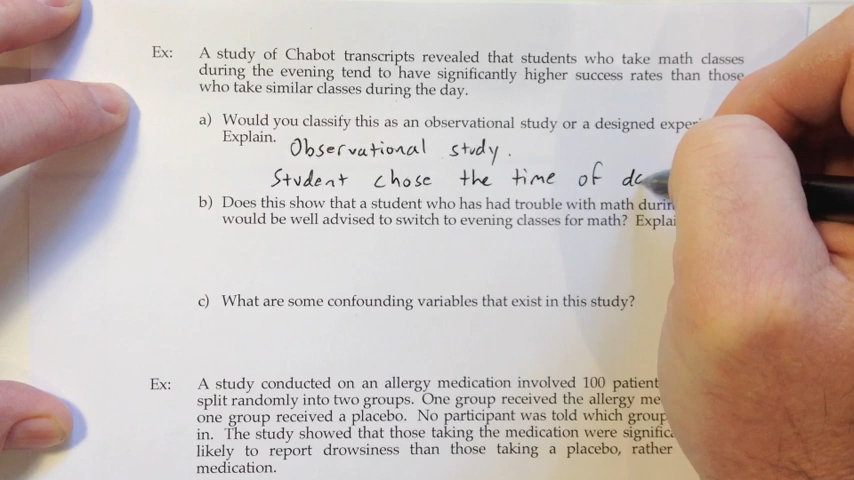 Ex: A study of Chabot transcripts revealed that students who take math classes
during the evening tend to have significantly higher success rates than those
who take similar classes during the day.
a) Would you classify this as an observational study or a designed
Explain. Observational study.
Student chose the time of
b) Does this show that a student who has had trouble with math
would be well advised to switch to evening classes for math?
c) What are some confounding variables that exist in this study?
Ex: A study conducted on an allergy medication involved 100
split randomly into two groups. One group received the allergy
one group received a placebo. No participant was told which group
in. The study showed that those taking the medication were
likely to report drowsiness than those taking a placebo, rather
medication.